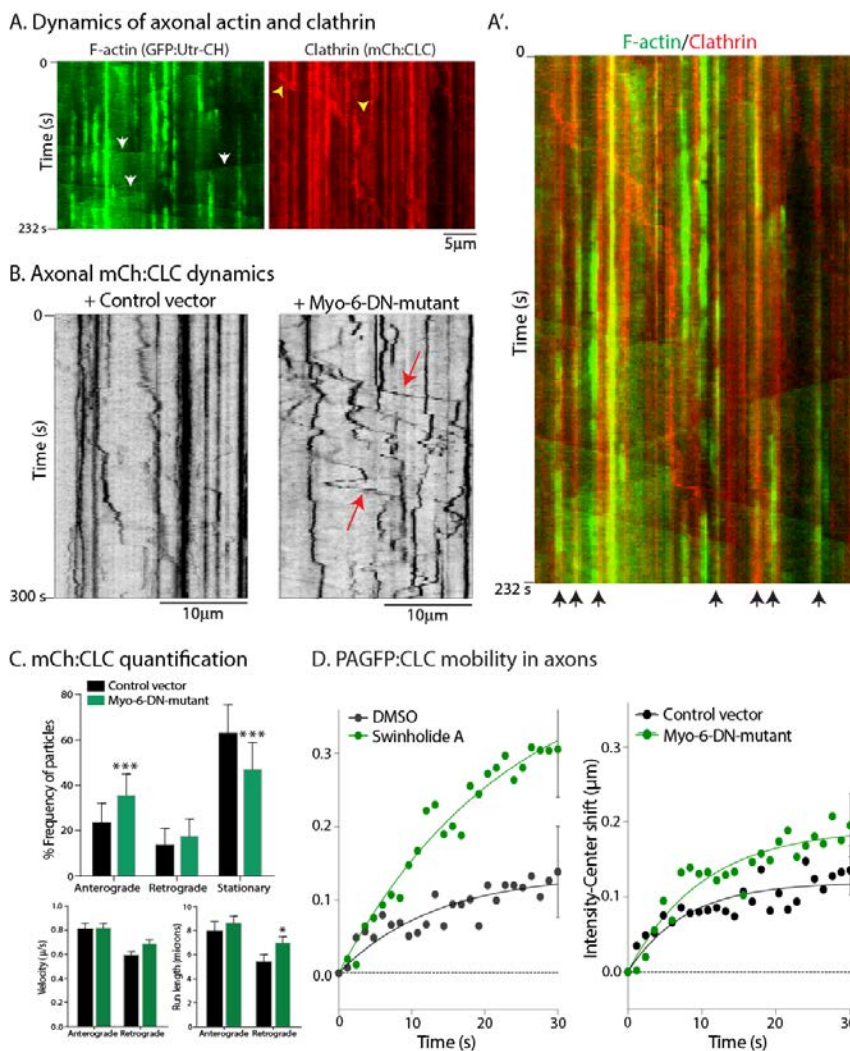 A. Dynamics of axonal actin and clathrin
F-actin (GFP:Utr-CH)
Clathrin (mCh:CLC)
0
Time (s)
232 s
5µm
A'.
F-actin/Clathrin
0
Time (s)
232 s
B. Axonal mCh:CLC dynamics
+ Control vector
+ Myo-6-DN-mutant
0
Time (s)
300 s
10µm
10µm
C. mCh:CLC quantification
Control vector
Myo-6-DN-mutant
% Frequency of particles
80
60
40
20
0
***
***
Anterograde Retrograde Stationary
Velocity (µ/s)
1.0
0.8
0.6
0.4
0.2
0
Anterograde Retrograde
Run length (microns)
10
8
6
4
2
0
*
Anterograde Retrograde
D. PAGFP:CLC mobility in axons
DMSO
Swinholide A
0.3
0.2
0.1
0.0
0 10 20 30
Time (s)
Control vector
Myo-6-DN-mutant
Intensity-Center shift (µm)
0.3
0.2
0.1
0.0
0 10 20 30
Time (s)